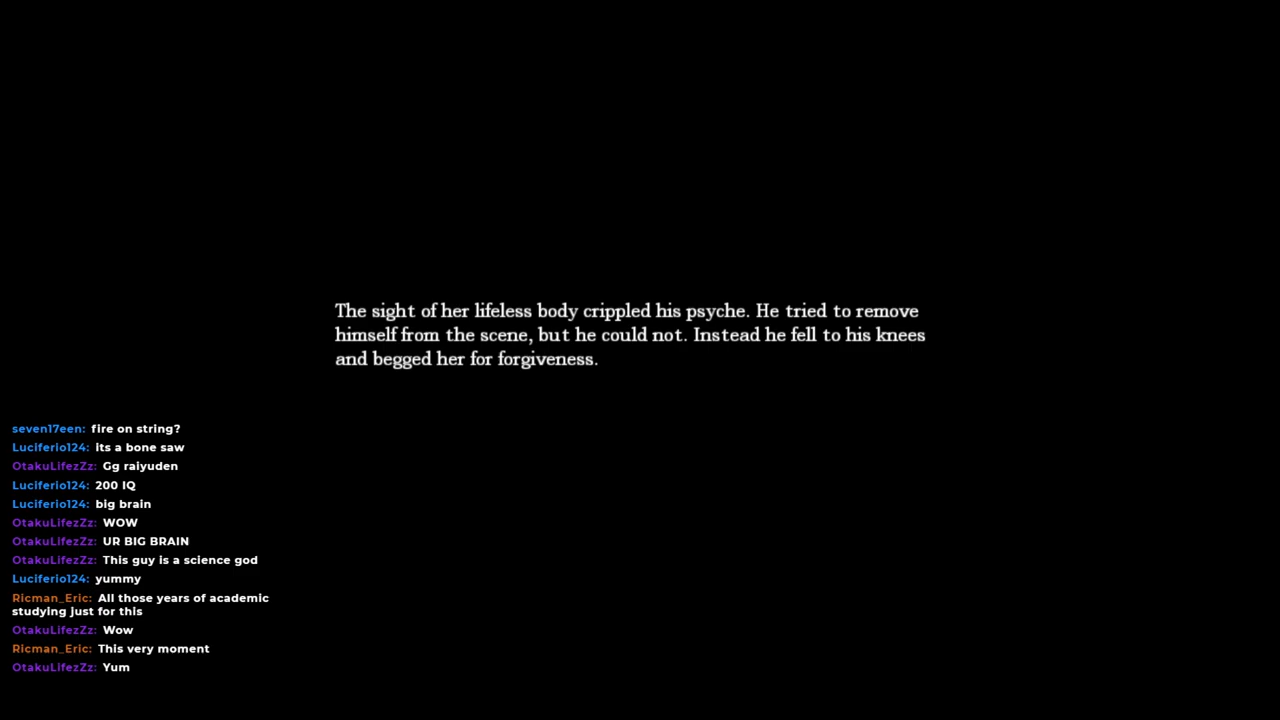 The sight of her lifeless body crippled his psyche. He tried to remove
himself from the scene, but he could not. Instead he fell to his knees
and begged her for forgiveness.
seven17een: fire on string?
Luciferio124: its a bone saw
OtakuLifezZz: Gg raiyuden
Luciferio124: 200 IQ
Luciferio124: big brain
OtakuLifezZz: WOW
OtakuLifezZz: UR BIG BRAIN
OtakuLifezZz: This guy is a science god
Luciferio124: yummy
Ricman_Eric: All those years of academic
studying just for this
OtakuLifezZz: Wow
Ricman_Eric: This very moment
OtakuLifezZz: Yum